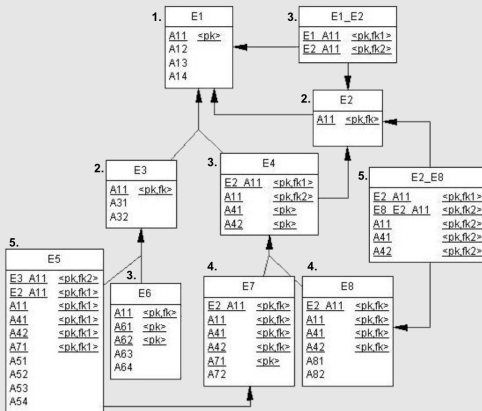 1. E1
A11 <pk>
A12
A13
A14
3. E1_E2
E1_A11 <pk,fk1>
E2_A11 <pk,fk2>
2. E2
A11 <pk,fk>
2. E3
A11 <pk,fk>
A31
A32
3. E4
E2_A11 <pk,fk1>
A11 <pk,fk2>
A41 <pk>
A42 <pk>
5. E2_E8
E2_A11 <pk,fk1>
E8_E2_A11 <pk,fk2>
A11 <pk,fk2>
A41 <pk,fk2>
A42 <pk,fk2>
5. E5
E3_A11 <pk,fk2>
E2_A11 <pk,fk1>
A11 <pk,fk1>
A41 <pk,fk1>
A42 <pk,fk1>
A71 <pk,fk1>
A51
A52
A53
A54
3. E6
A11 <pk,fk>
A61 <pk>
A62 <pk>
A63
A64
4. E7
E2_A11 <pk,fk>
A11 <pk,fk>
A41 <pk,fk>
A42 <pk,fk>
A71 <pk>
A72
4. E8
E2_A11 <pk,fk>
A11 <pk,fk>
A41 <pk,fk>
A42 <pk,fk>
A81
A82